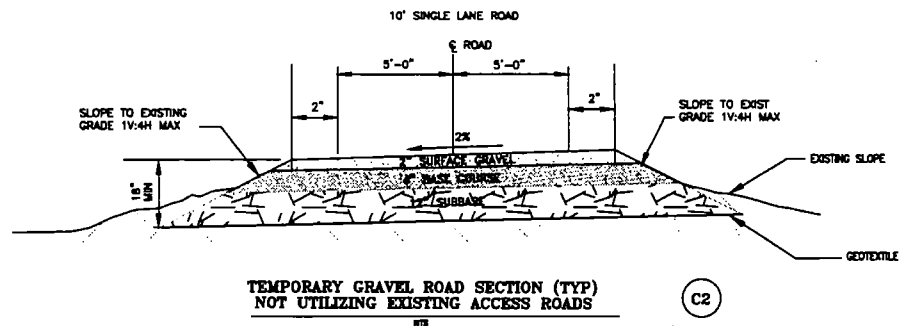 10' SINGLE LANE ROAD
℄ ROAD
5'-0" 5'-0"
2" 2"
SLOPE TO EXISTING
GRADE 1V:4H MAX
SLOPE TO EXIST
GRADE 1V:4H MAX
2%
2" SURFACE GRAVEL
BASE COURSE
EXISTING SLOPE
18"
MIN
12" SUBBASE
GEOTEXTILE
TEMPORARY GRAVEL ROAD SECTION (TYP)
NOT UTILIZING EXISTING ACCESS ROADS
C2
NTS